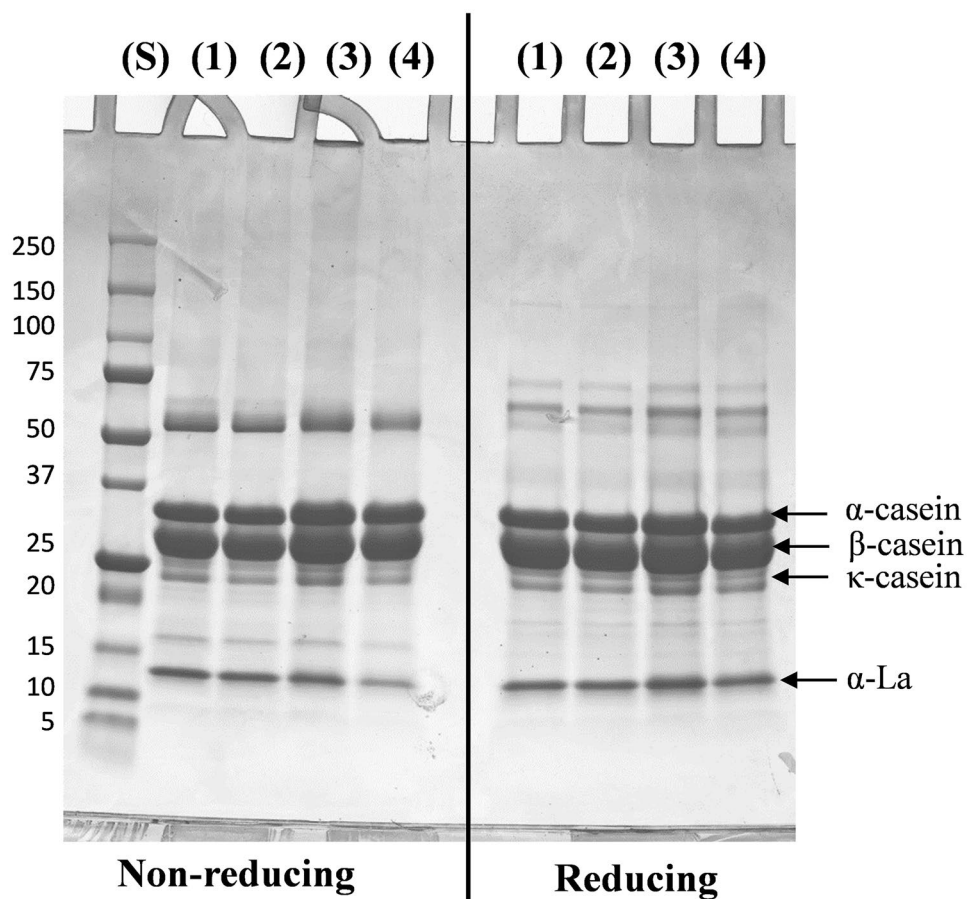 (S) (1) (2) (3) (4) (1) (2) (3) (4)
250
150
100
75
50
37
25
20
15
10
5
α-casein
β-casein
κ-casein
α-La
Non-reducing Reducing